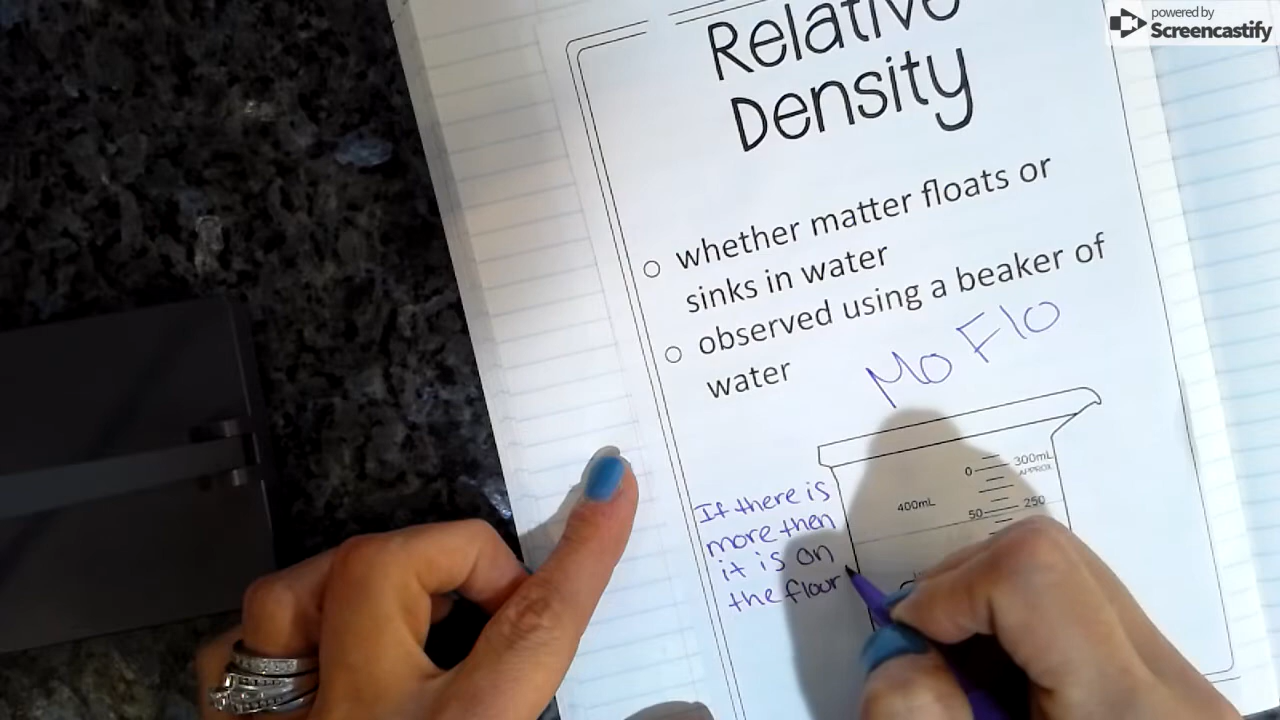 powered by
Screencastify
Relative
Density
whether matter floats or
sinks in water
observed using a beaker of
water
Mo Flo
If there is
more then
it is on
the flour
0 300mL
APPROX
400mL
50 250